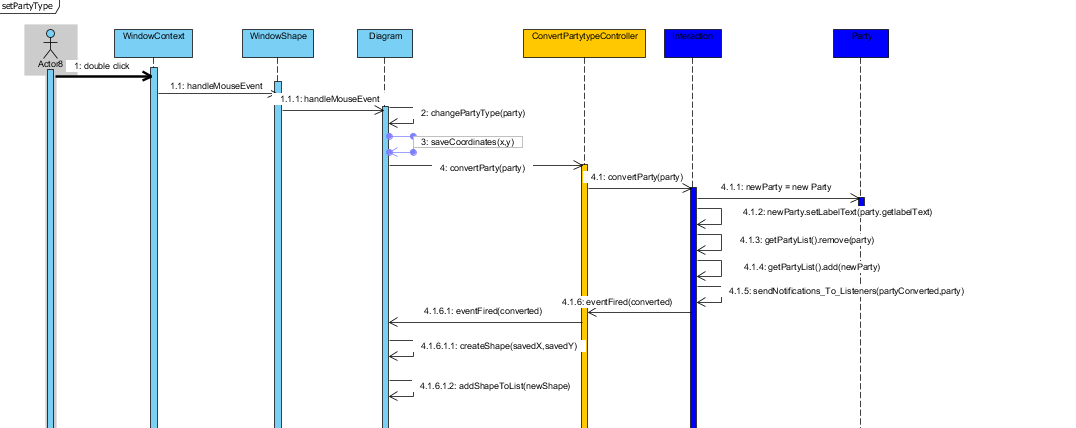 setPartyType
WindowContext
WindowShape
Diagram
ConvertPartytypeController
Interaction
Party
Actor8
1: double click
1.1: handleMouseEvent
1.1.1: handleMouseEvent
2: changePartyType(party)
3: saveCoordinates(x,y)
4: convertParty(party)
4.1: convertParty(party)
4.1.1: newParty = new Party
4.1.2: newParty.setLabelText(party.getlabelText)
4.1.3: getPartyList().remove(party)
4.1.4: getPartyList().add(newParty)
4.1.5: sendNotifications_To_Listeners(partyConverted,party)
4.1.6: eventFired(converted)
4.1.6.1: eventFired(converted)
4.1.6.1.1: createShape(savedX,savedY)
4.1.6.1.2: addShapeToList(newShape)